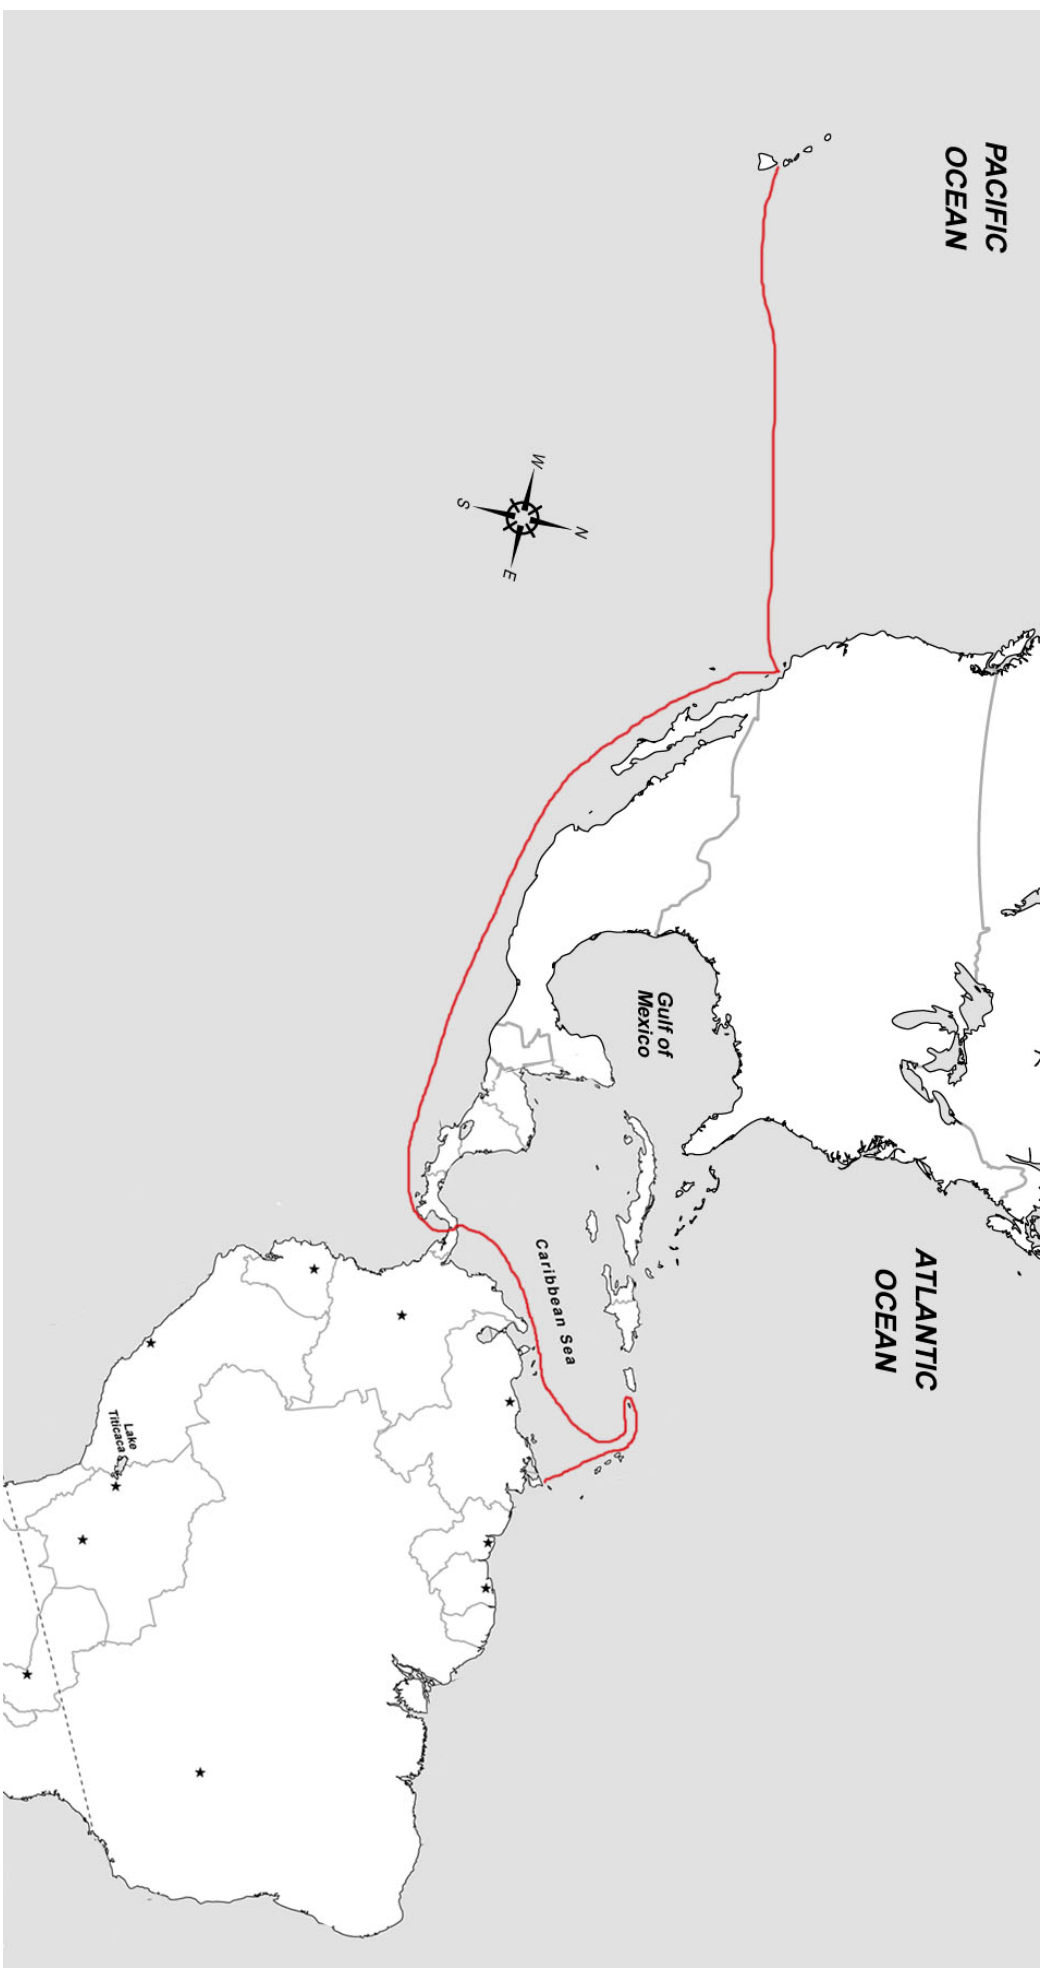 PACIFIC
OCEAN
W
N
S
E
Gulf of
Mexico
ATLANTIC
OCEAN
Caribbean Sea
Lake
Titicaca